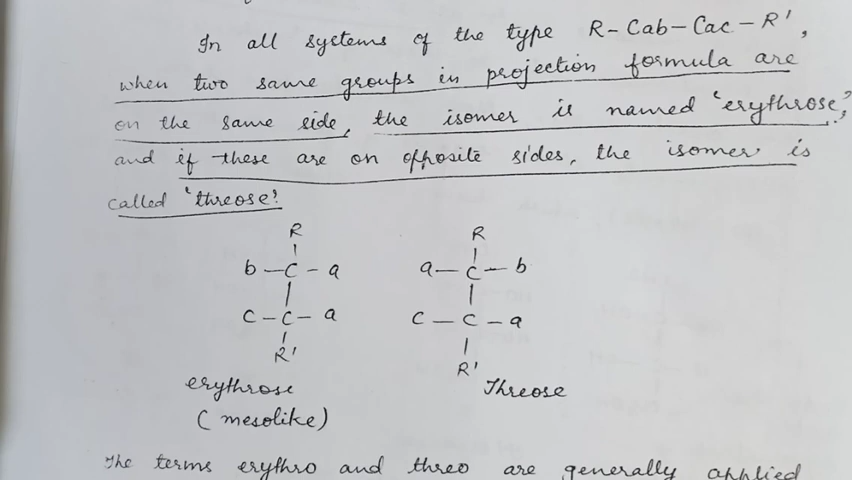 In all systems of the type R-Cab-Cac-R',
when two same groups in projection formula are
on the same side, the isomer is named 'erythrose',
and if these are on opposite sides, the isomer is
called 'threose'.
R R
b-C-a a-C-b
C-C-a C-C-a
R' R'
erythrose Threose
(mesolike)
The terms erythro and threo are generally applied